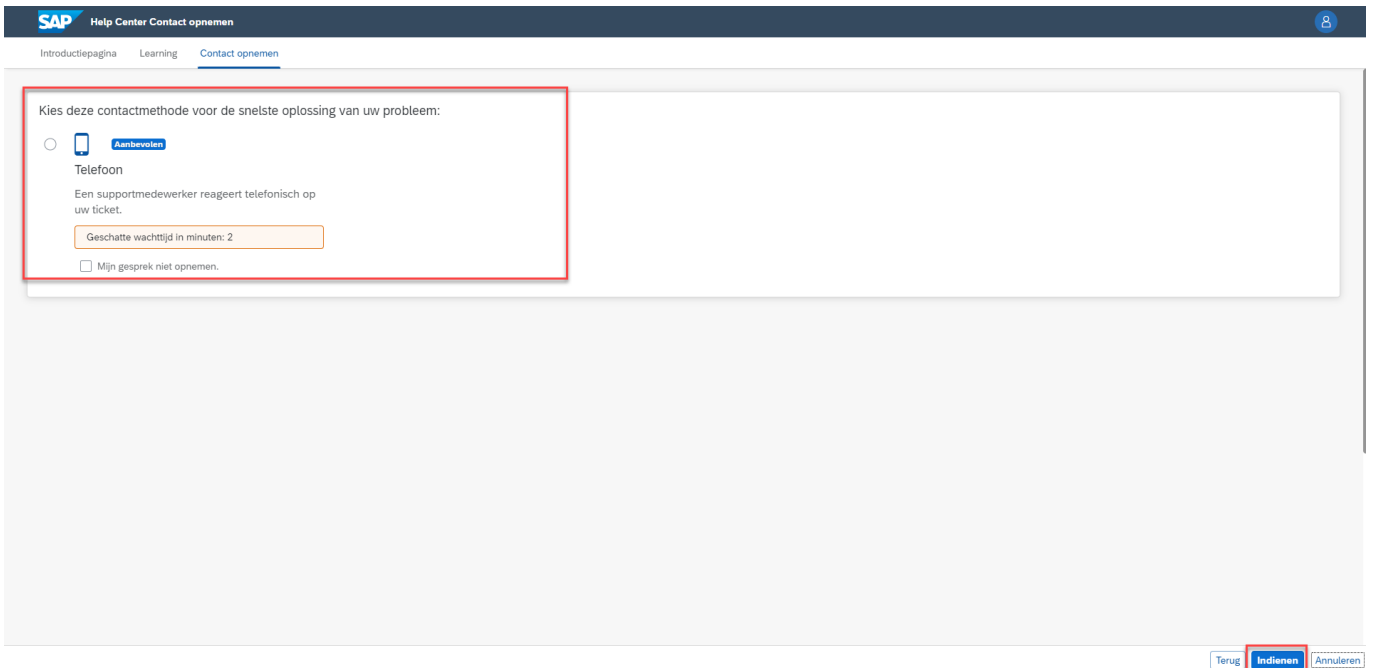 SAP Help Center Contact opnemen
Introductiepagina Learning Contact opnemen
Kies deze contactmethode voor de snelste oplossing van uw probleem:
Aanbevolen
Telefoon
Een supportmedewerker reageert telefonisch op
uw ticket.
Geschatte wachttijd in minuten: 2
Mijn gesprek niet opnemen.
Terug Indienen Annuleren